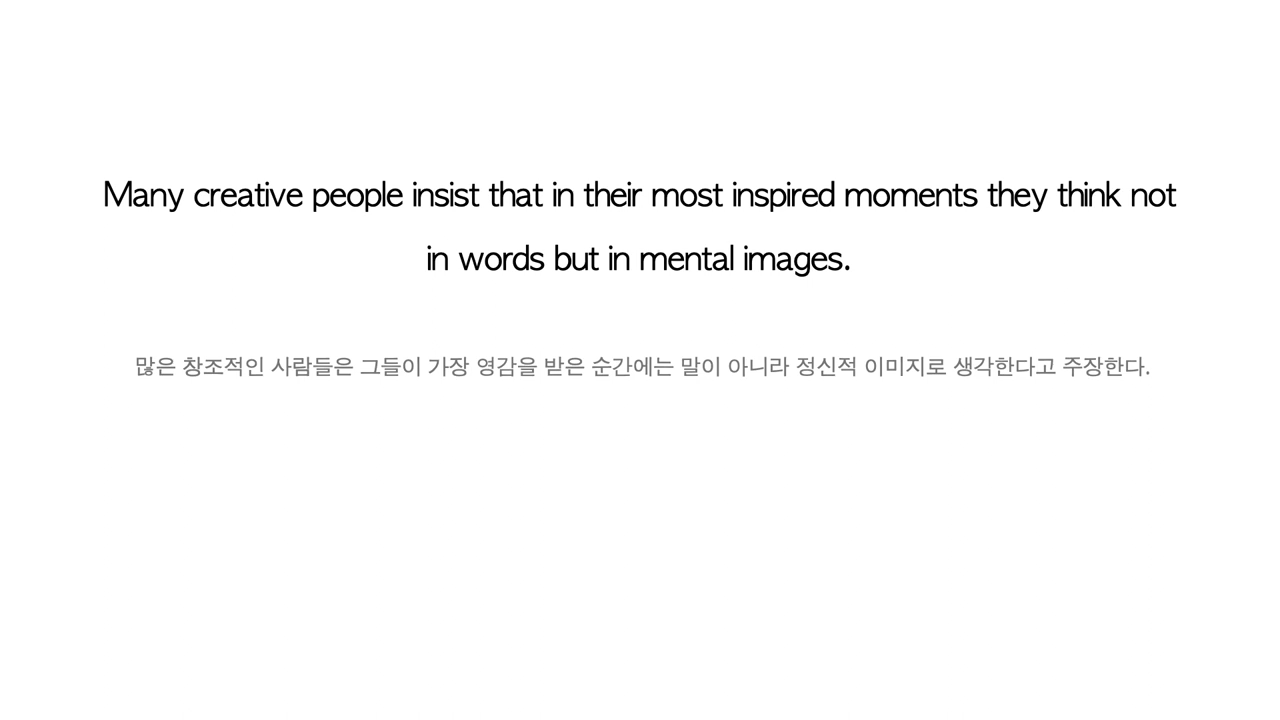 Many creative people insist that in their most inspired moments they think not
in words but in mental images.
많은 창조적인 사람들은 그들이 가장 영감을 받은 순간에는 말이 아니라 정신적 이미지로 생각한다고 주장한다.